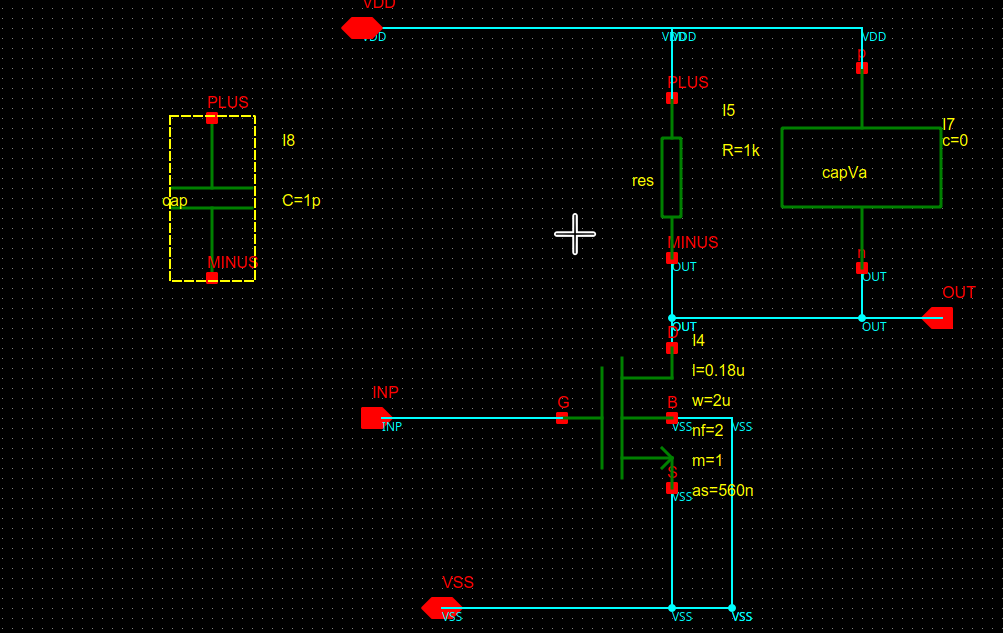 VDD
VDD
VDD
VDD
VDD
P
PLUS
PLUS
I5
I7
c=0
I8
R=1k
capVa
res
cap
C=1p
MINUS
MINUS
OUT
n
OUT
OUT
OUT
OUT
D
I4
l=0.18u
INP
INP
G
B
w=2u
VSS
VSS
nf=2
m=1
S
VSS
as=560n
VSS
VSS
VSS
VSS